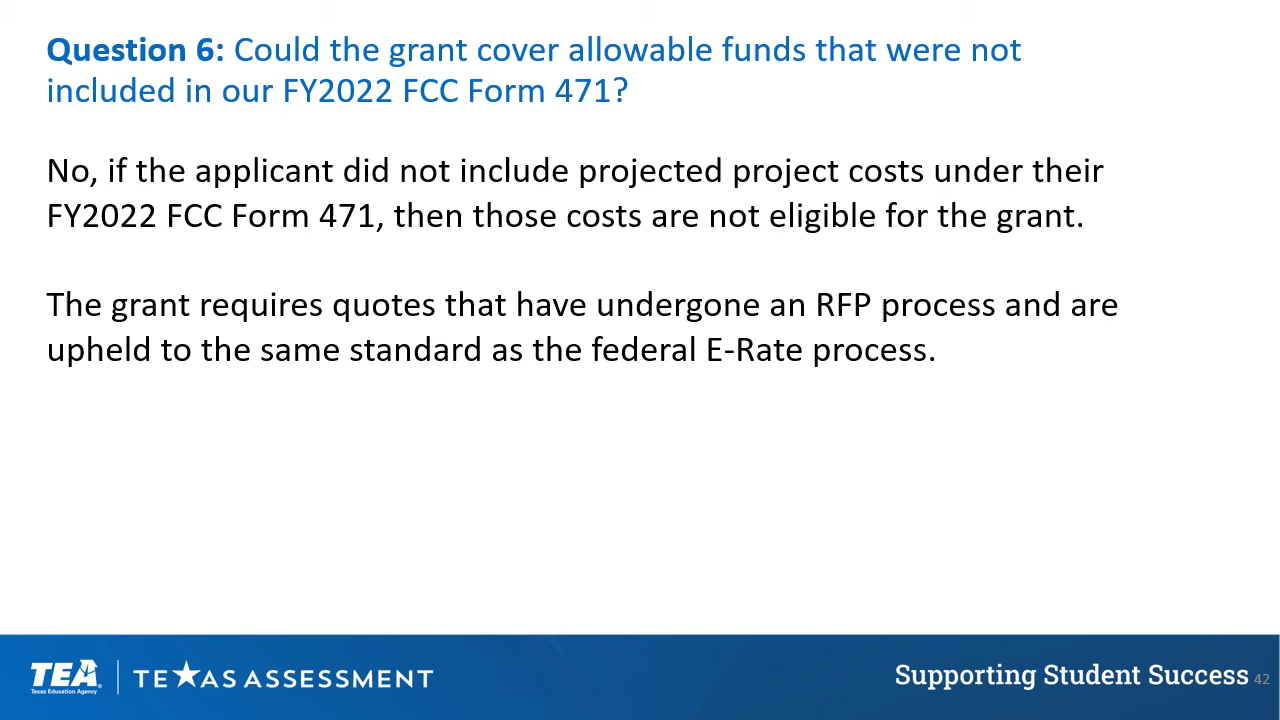 Question 6: Could the grant cover allowable funds that were not
included in our FY2022 FCC Form 471?
No, if the applicant did not include projected project costs under their
FY2022 FCC Form 471, then those costs are not eligible for the grant.
The grant requires quotes that have undergone an RFP process and are
upheld to the same standard as the federal E-Rate process.
TEA
Texas Education Agency
TEXAS ASSESSMENT
Supporting Student Success 42